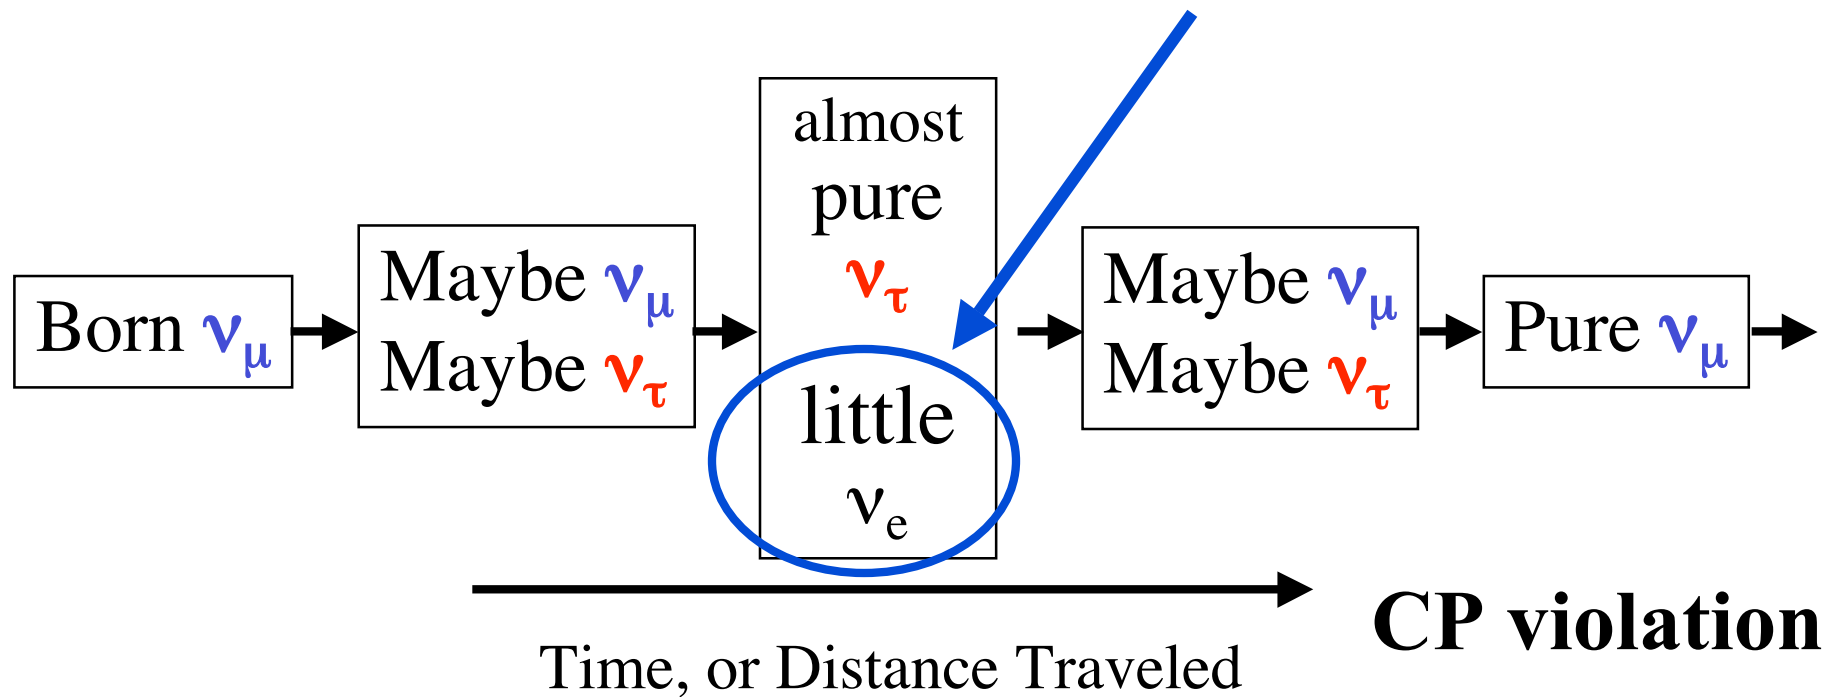 Born νμ
Maybe νμ
Maybe ντ
almost
pure
ντ
little
νe
Maybe νμ
Maybe ντ
Pure νμ
Time, or Distance Traveled
CP violation